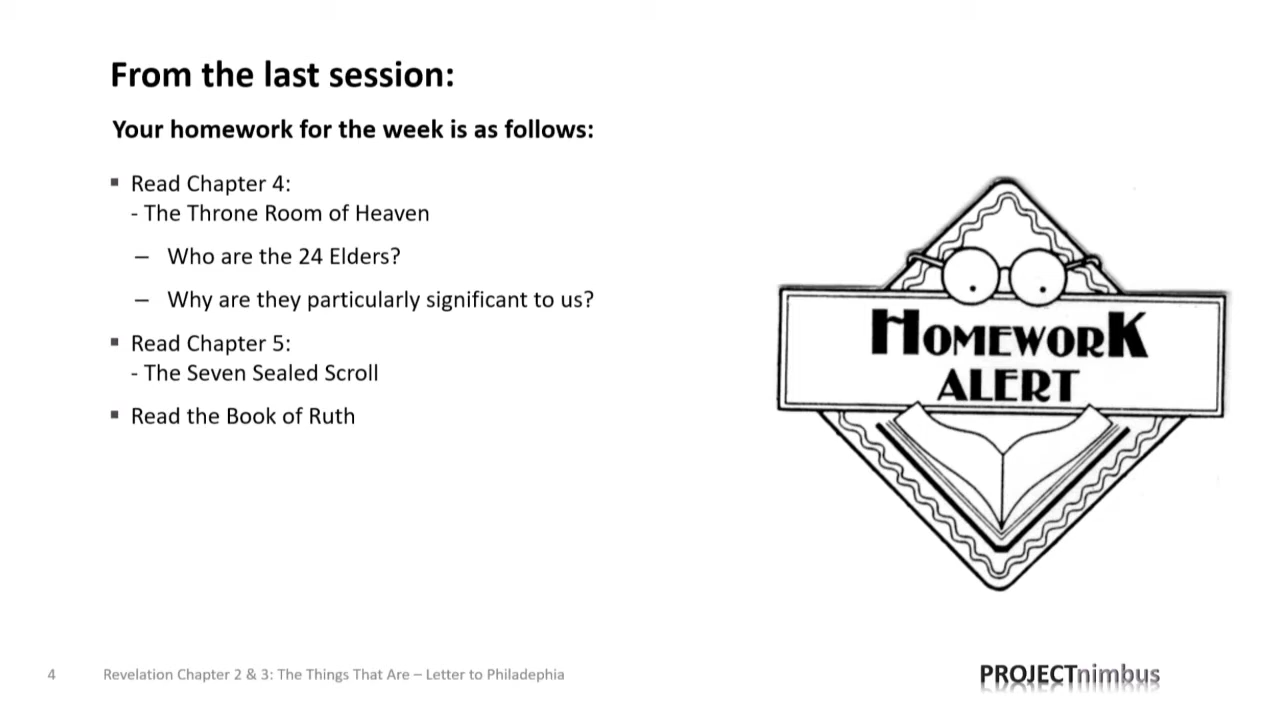 From the last session:
Your homework for the week is as follows:
▪ Read Chapter 4:
- The Throne Room of Heaven
– Who are the 24 Elders?
– Why are they particularly significant to us?
▪ Read Chapter 5:
- The Seven Sealed Scroll
▪ Read the Book of Ruth
HOMEWORK
ALERT
4 Revelation Chapter 2 & 3: The Things That Are – Letter to Philadephia
PROJECTnimbus